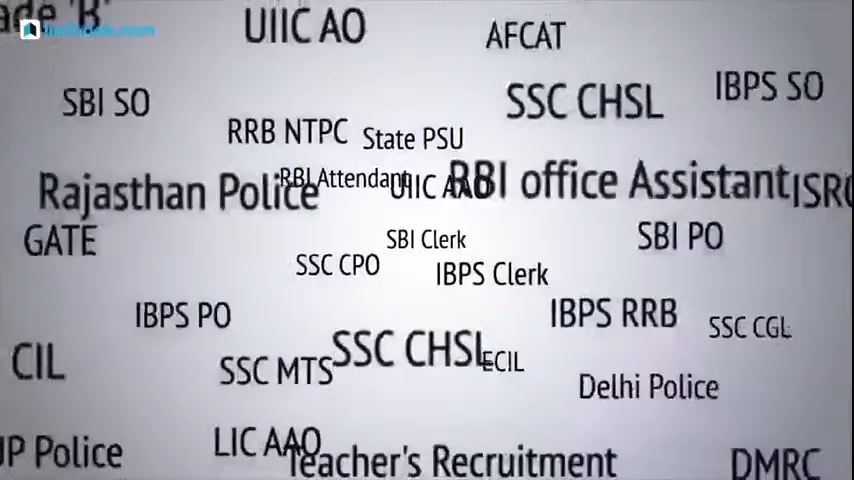 ade 'B'
UIIC AO
AFCAT
SBI SO
SSC CHSL
IBPS SO
RRB NTPC
State PSU
Rajasthan Police
RBI Attendant
UIIC AAO
RBI office Assistant
ISRO
GATE
SBI Clerk
SBI PO
SSC CPO
IBPS Clerk
IBPS PO
IBPS RRB
SSC CGL
CIL
SSC MTS
SSC CHSL
ECIL
Delhi Police
UP Police
LIC AAO
Teacher's Recruitment
DMRC